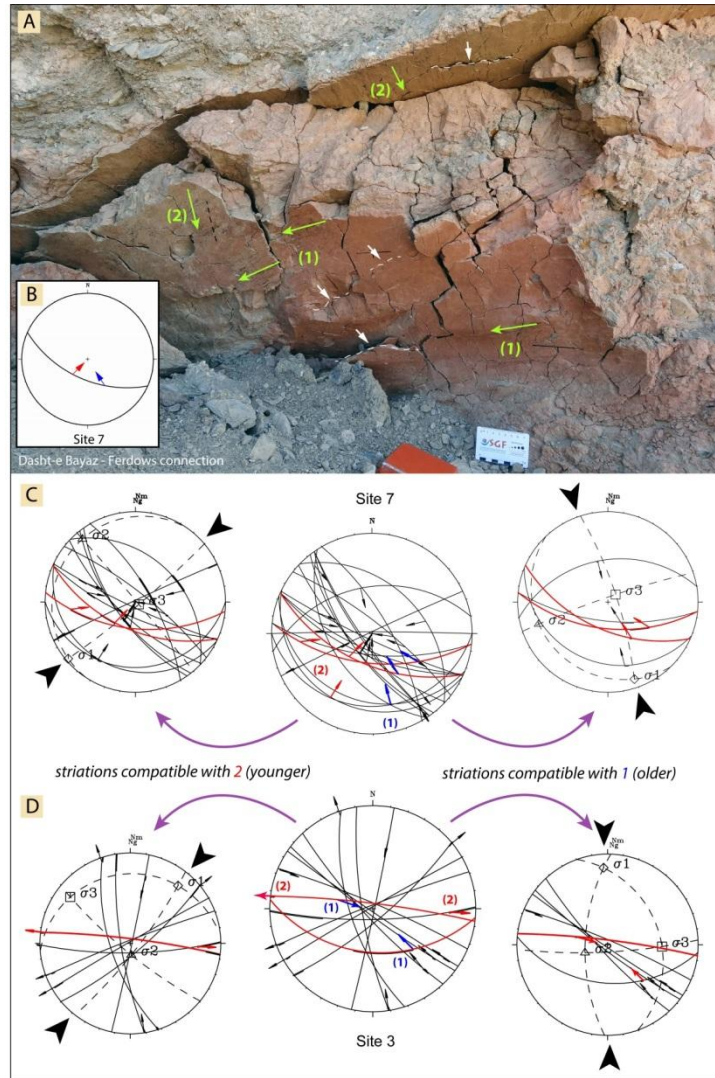 A
(2)
(2)
(1)
(1)
B
N
Site 7
SGF
Dasht-e Bayaz - Ferdows connection
C
Site 7
Nm
Ng
σ2
σ3
σ1
N
(2)
(1)
Nm
Ng
σ3
σ2
σ1
striations compatible with 2 (younger)
striations compatible with 1 (older)
D
Nm
Ng
σ1
σ3
σ2
N
(2)
(2)
(1)
(1)
Site 3
Nm
Ng
σ1
σ3
σ2